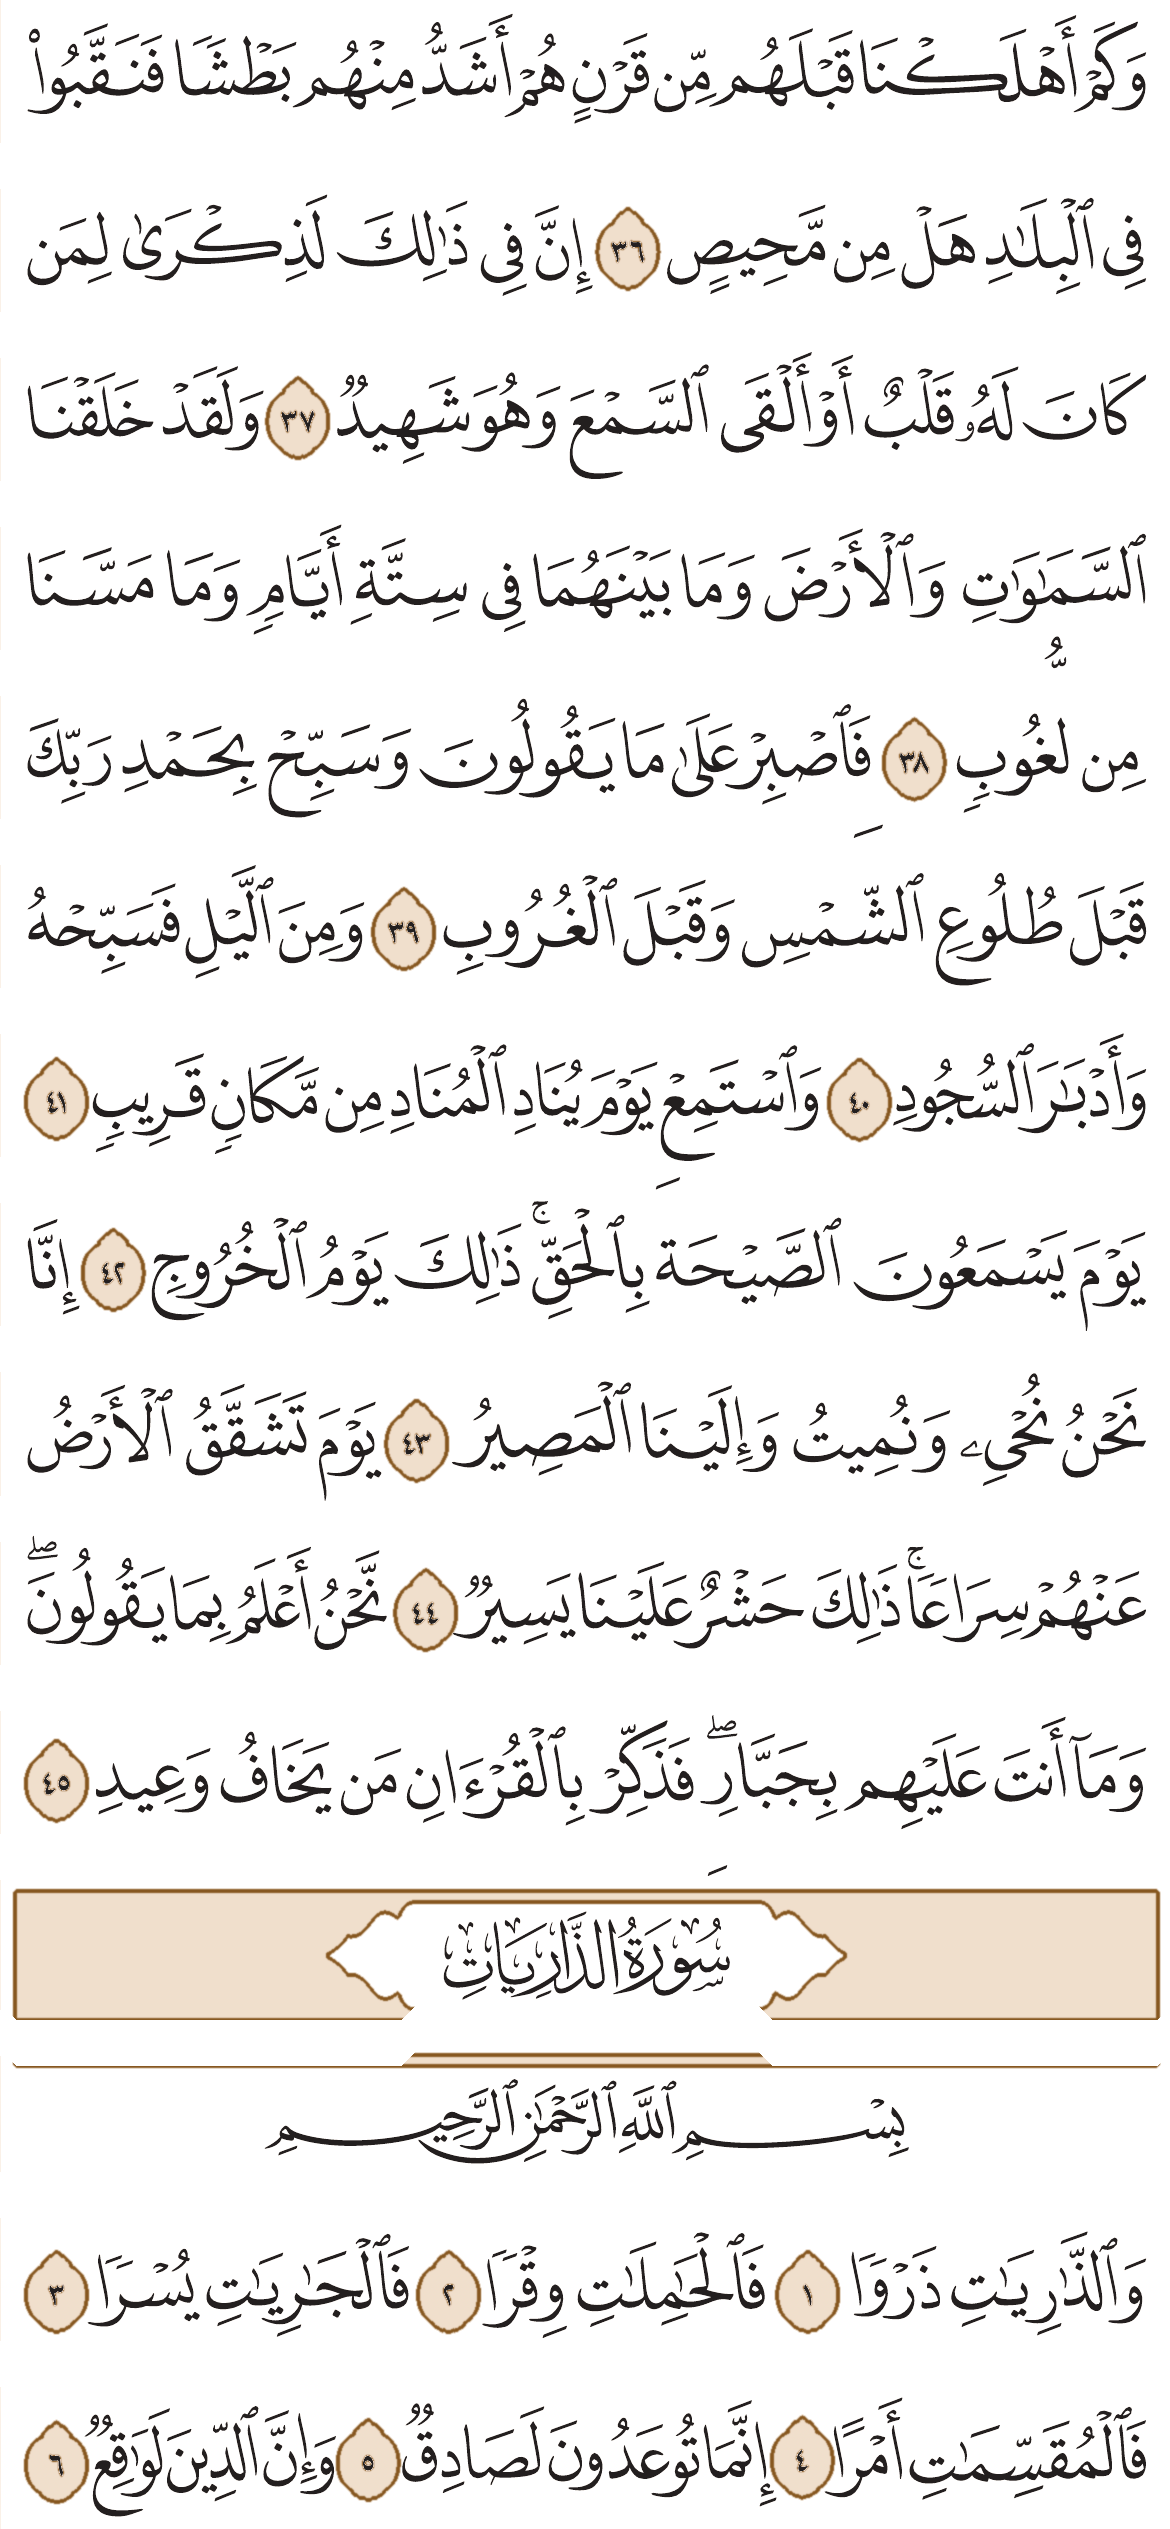 وَكَمْ أَهْلَكْنَا قَبْلَهُم مِّن قَرْنٍ هُمْ أَشَدُّ مِنْهُم بَطْشًا فَنَقَّبُوا۟
فِى ٱلْبِلَـٰدِ هَلْ مِن مَّحِيصٍ ٣٦ إِنَّ فِى ذَٰلِكَ لَذِكْرَىٰ لِمَن
كَانَ لَهُۥ قَلْبٌ أَوْ أَلْقَى ٱلسَّمْعَ وَهُوَ شَهِيدٌ ٣٧ وَلَقَدْ خَلَقْنَا
ٱلسَّمَـٰوَٰتِ وَٱلْأَرْضَ وَمَا بَيْنَهُمَا فِى سِتَّةِ أَيَّامٍ وَمَا مَسَّنَا
مِن لُّغُوبٍ ٣٨ فَٱصْبِرْ عَلَىٰ مَا يَقُولُونَ وَسَبِّحْ بِحَمْدِ رَبِّكَ
قَبْلَ طُلُوعِ ٱلشَّمْسِ وَقَبْلَ ٱلْغُرُوبِ ٣٩ وَمِنَ ٱلَّيْلِ فَسَبِّحْهُ
وَأَدْبَـٰرَ ٱلسُّجُودِ ٤٠ وَٱسْتَمِعْ يَوْمَ يُنَادِ ٱلْمُنَادِ مِن مَّكَانٍ قَرِيبٍ ٤١
يَوْمَ يَسْمَعُونَ ٱلصَّيْحَةَ بِٱلْحَقِّ ۚ ذَٰلِكَ يَوْمُ ٱلْخُرُوجِ ٤٢ إِنَّا
نَحْنُ نُحْىِۦ وَنُمِيتُ وَإِلَيْنَا ٱلْمَصِيرُ ٤٣ يَوْمَ تَشَقَّقُ ٱلْأَرْضُ
عَنْهُمْ سِرَاعًا ۚ ذَٰلِكَ حَشْرٌ عَلَيْنَا يَسِيرٌ ٤٤ نَّحْنُ أَعْلَمُ بِمَا يَقُولُونَ ۖ
وَمَآ أَنتَ عَلَيْهِم بِجَبَّارٍ ۖ فَذَكِّرْ بِٱلْقُرْءَانِ مَن يَخَافُ وَعِيدِ ٤٥
سُورَةُ الذَّارِيَاتِ
بِسْمِ ٱللَّهِ ٱلرَّحْمَـٰنِ ٱلرَّحِيمِ
وَٱلذَّٰرِيَـٰتِ ذَرْوًا ١ فَٱلْحَـٰمِلَـٰتِ وِقْرًا ٢ فَٱلْجَـٰرِيَـٰتِ يُسْرًا ٣
فَٱلْمُقَسِّمَـٰتِ أَمْرًا ٤ إِنَّمَا تُوعَدُونَ لَصَادِقٌ ٥ وَإِنَّ ٱلدِّينَ لَوَٰقِعٌ ٦